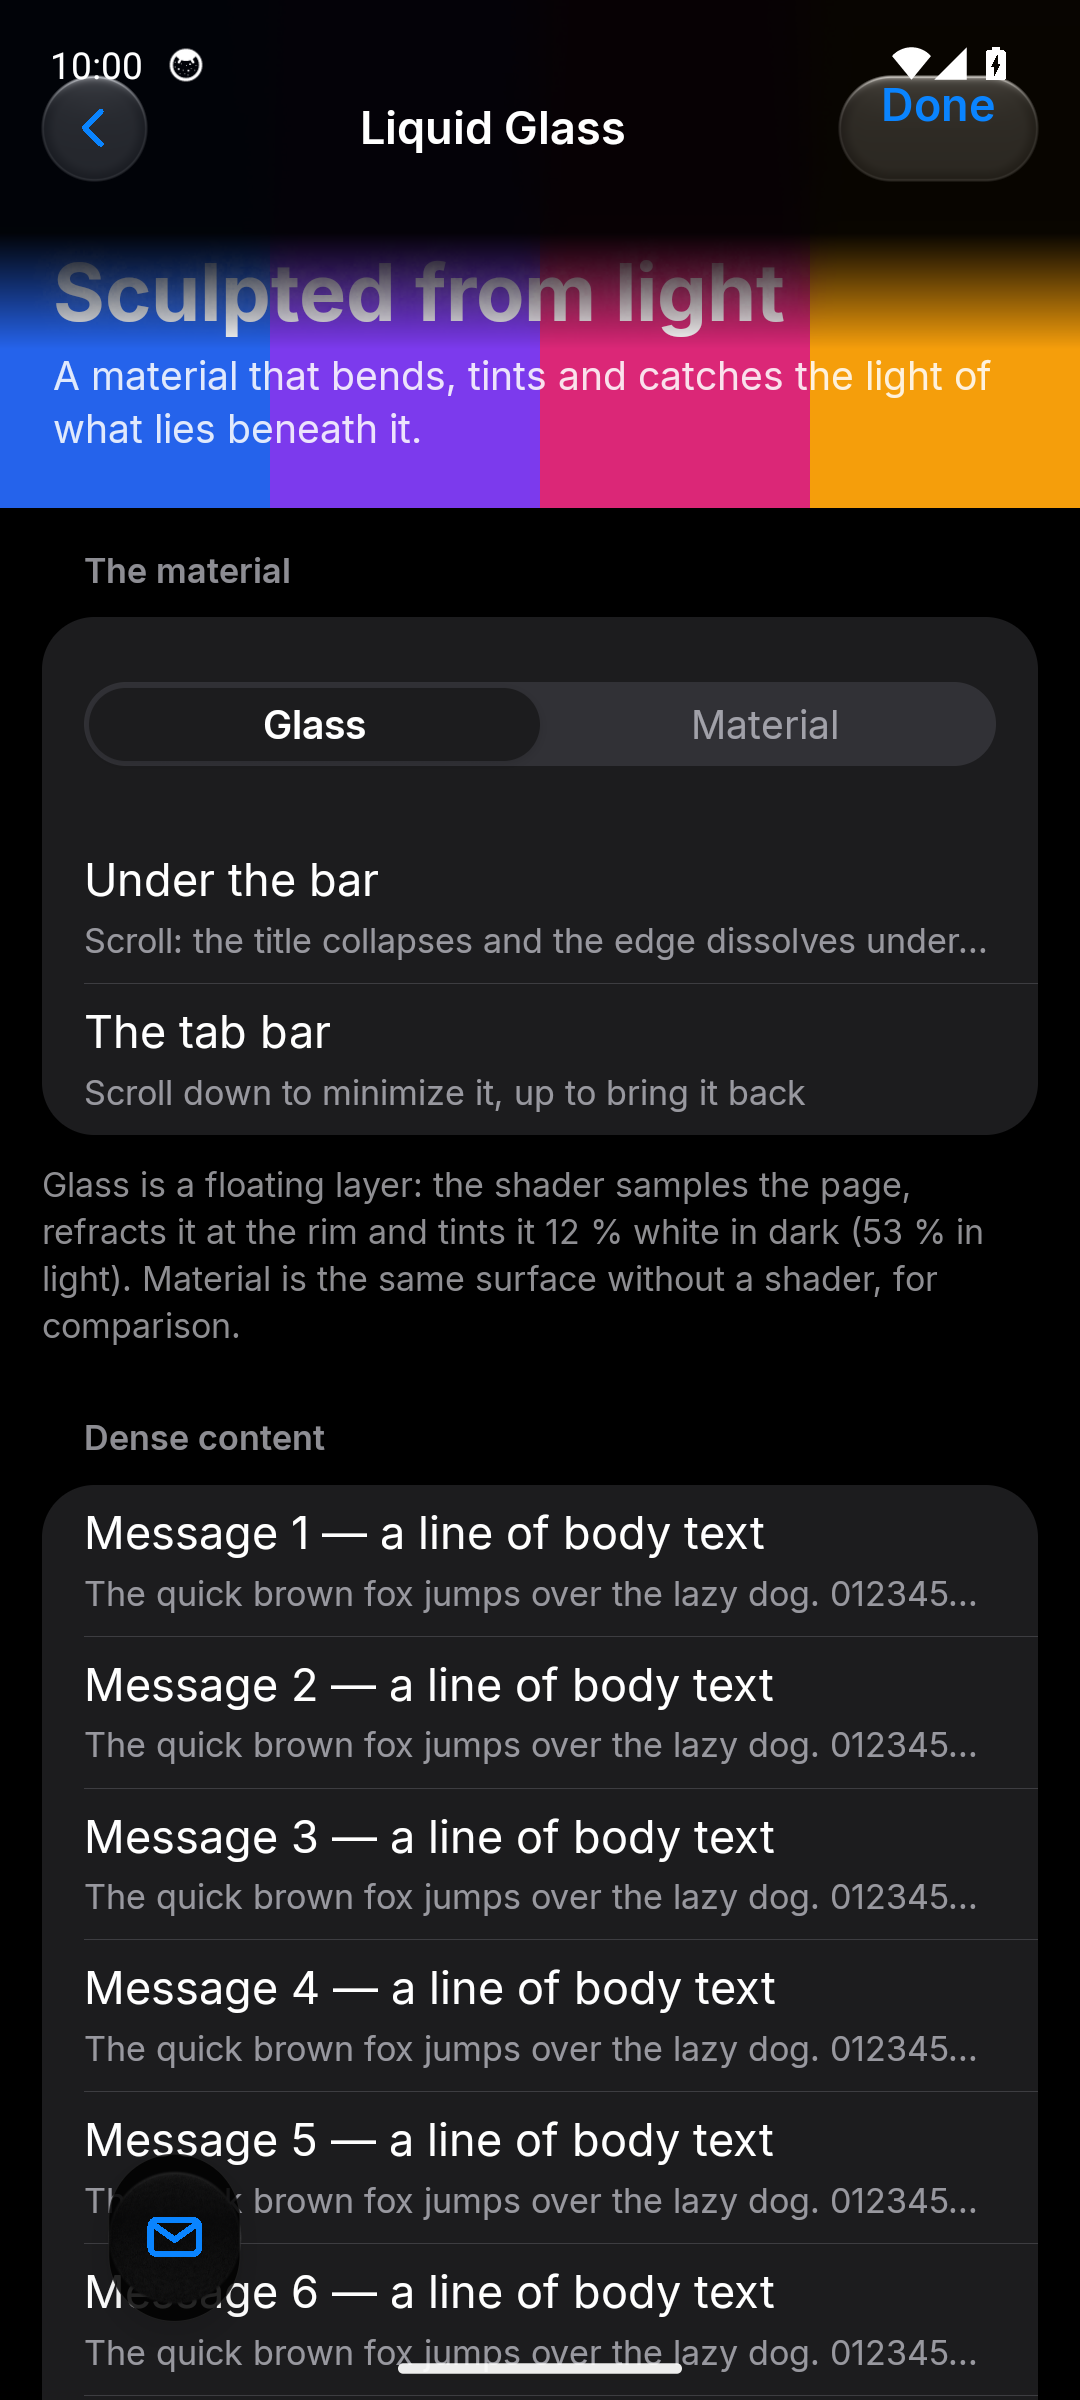 10:00
Liquid Glass
Done
Sculpted from light
A material that bends, tints and catches the light of
what lies beneath it.
The material
Glass
Material
Under the bar
Scroll: the title collapses and the edge dissolves under...
The tab bar
Scroll down to minimize it, up to bring it back
Glass is a floating layer: the shader samples the page,
refracts it at the rim and tints it 12 % white in dark (53 % in
light). Material is the same surface without a shader, for
comparison.
Dense content
Message 1 — a line of body text
The quick brown fox jumps over the lazy dog. 012345...
Message 2 — a line of body text
The quick brown fox jumps over the lazy dog. 012345...
Message 3 — a line of body text
The quick brown fox jumps over the lazy dog. 012345...
Message 4 — a line of body text
The quick brown fox jumps over the lazy dog. 012345...
Message 5 — a line of body text
brown fox jumps over the lazy dog. 012345...
Message 6 — a line of body text
The quick brown fox jumps over the lazy dog. 012345...